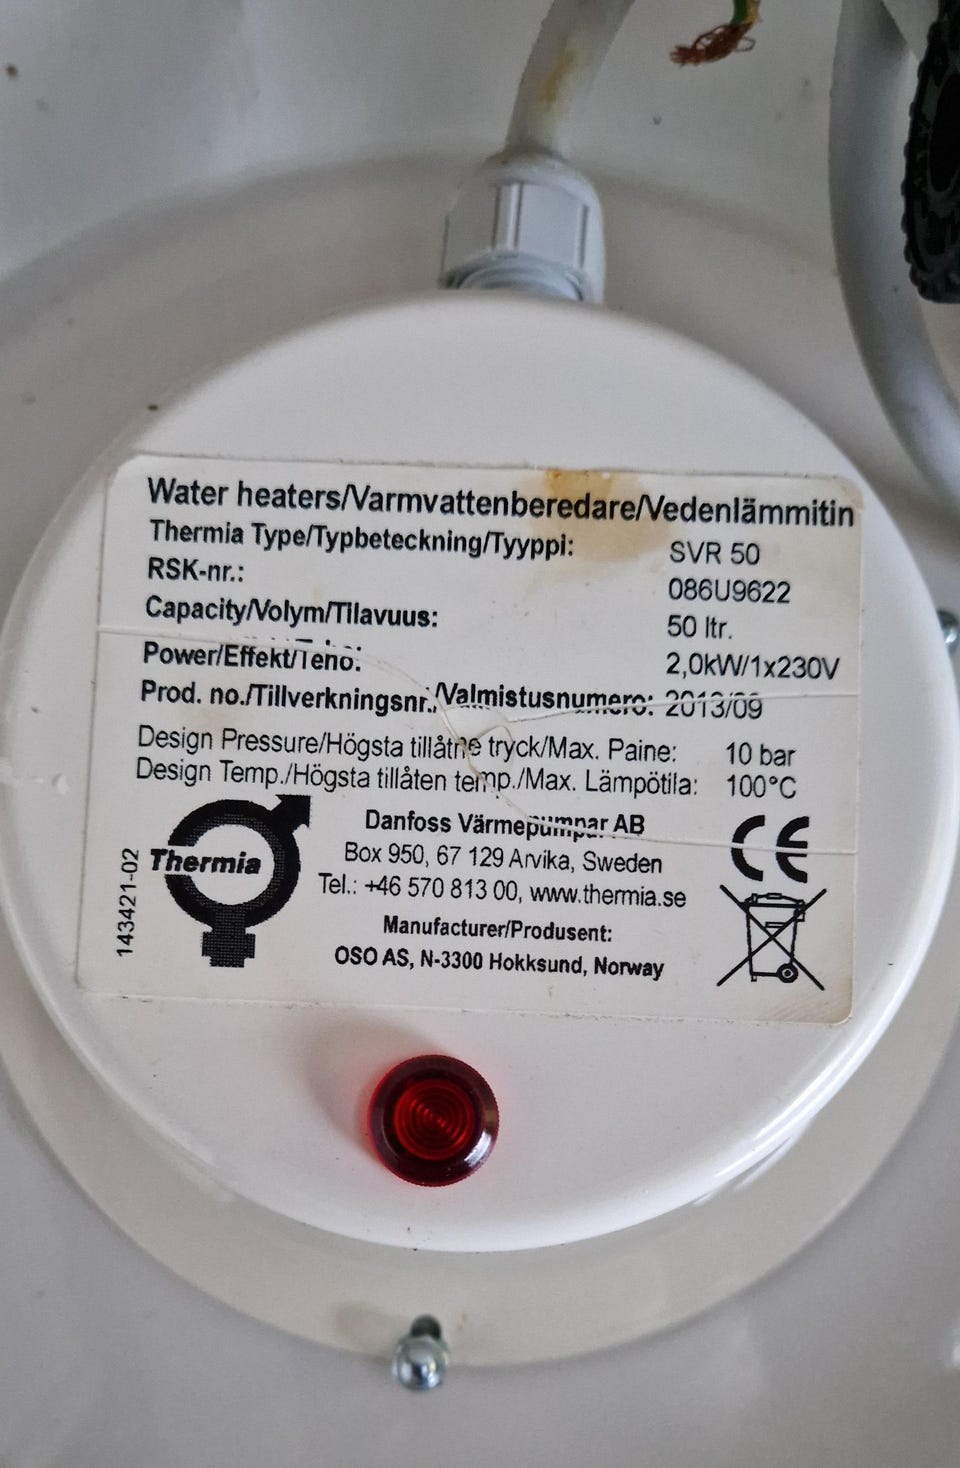 Water heaters/Varmvattenberedare/Vedenlämmitin
Thermia Type/Typbeteckning/Tyyppi: SVR 50
RSK-nr.: 086U9622
Capacity/Volym/Tilavuus: 50 ltr.
Power/Effekt/Teho: 2,0kW/1x230V
Prod. no./Tillverkningsnr./Valmistusnumero: 2013/09
Design Pressure/Högsta tillåtne tryck/Max. Paine: 10 bar
Design Temp./Högsta tillåten temp./Max. Lämpötila: 100°C
Danfoss Värmepumpar AB
Box 950, 67 129 Arvika, Sweden
Tel.: +46 570 813 00, www.thermia.se
Manufacturer/Produsent:
OSO AS, N-3300 Hokksund, Norway
Thermia
143421-02
CE